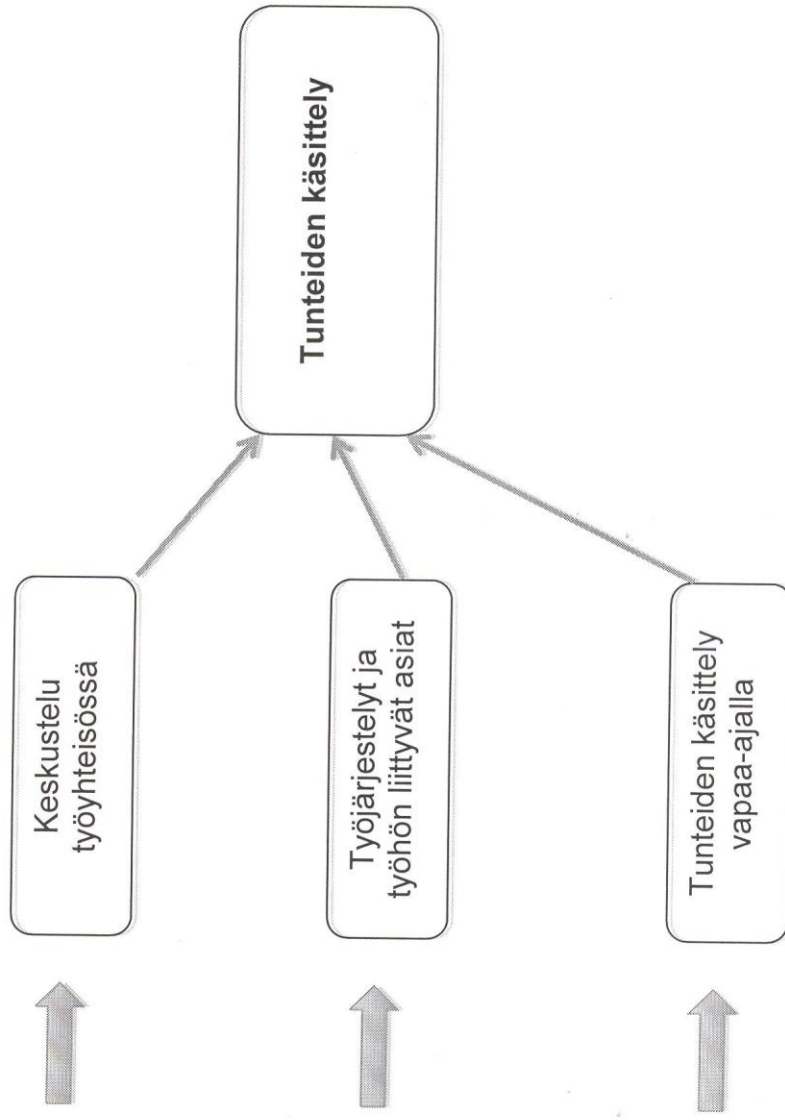 Keskustelu
työyhteisössä
Työjärjestelyt ja
työhön liittyvät asiat
Tunteiden käsittely
vapaa-ajalla
Tunteiden käsittely